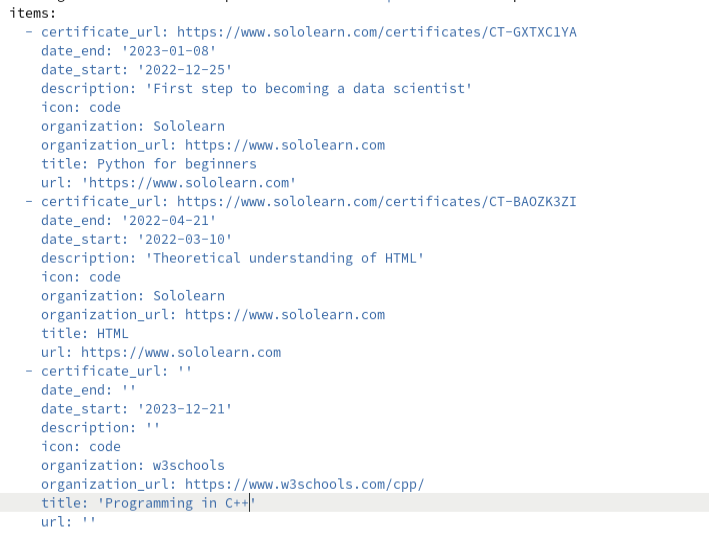 items:
  - certificate_url: https://www.sololearn.com/certificates/CT-GXTXC1YA
    date_end: '2023-01-08'
    date_start: '2022-12-25'
    description: 'First step to becoming a data scientist'
    icon: code
    organization: Sololearn
    organization_url: https://www.sololearn.com
    title: Python for beginners
    url: 'https://www.sololearn.com'
  - certificate_url: https://www.sololearn.com/certificates/CT-BAOZK3ZI
    date_end: '2022-04-21'
    date_start: '2022-03-10'
    description: 'Theoretical understanding of HTML'
    icon: code
    organization: Sololearn
    organization_url: https://www.sololearn.com
    title: HTML
    url: https://www.sololearn.com
  - certificate_url: ''
    date_end: ''
    date_start: '2023-12-21'
    description: ''
    icon: code
    organization: w3schools
    organization_url: https://www.w3schools.com/cpp/
    title: 'Programming in C++'
    url: ''